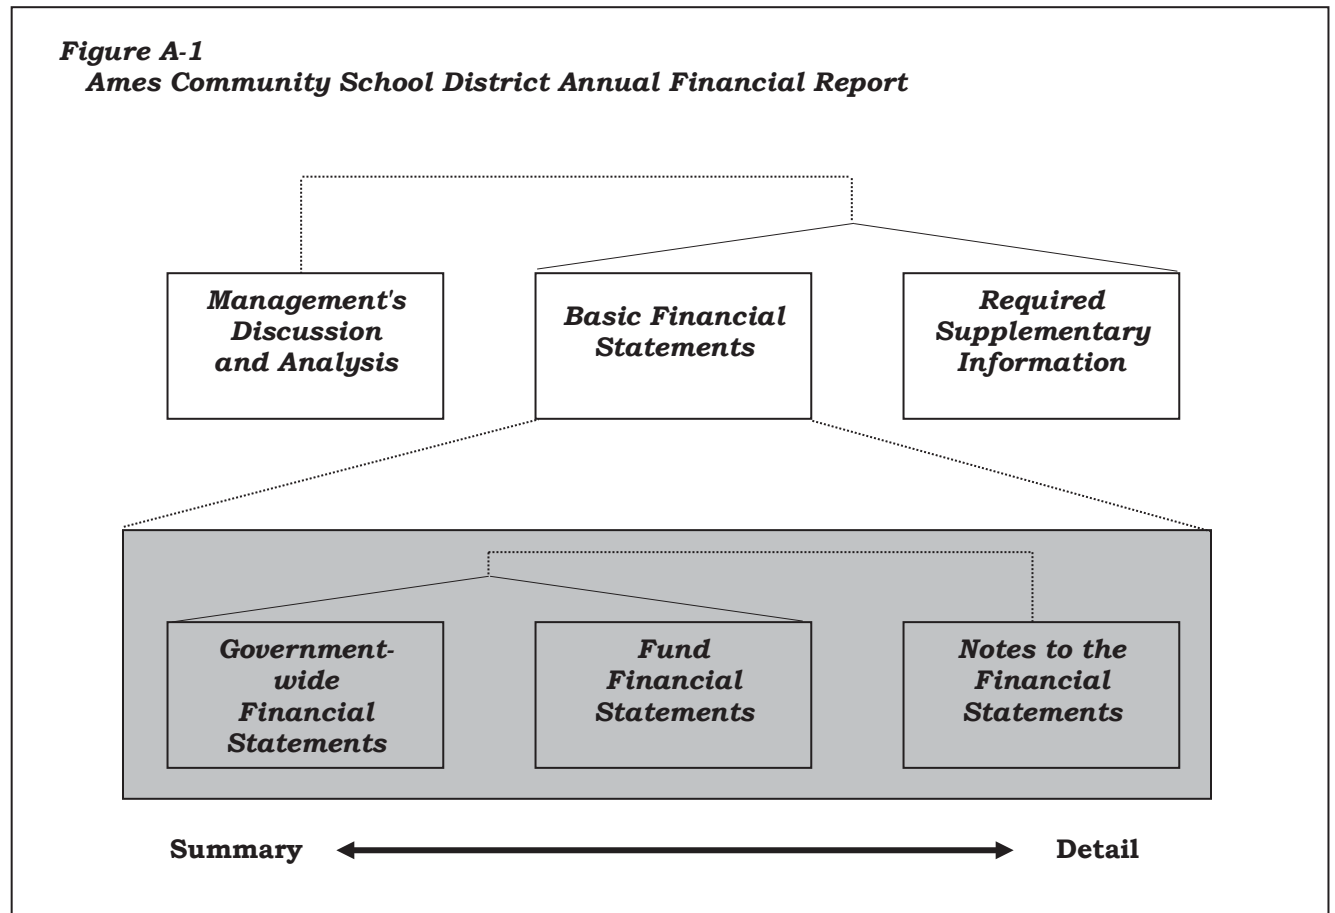 Figure A-1
Ames Community School District Annual Financial Report
Management's
Discussion
and Analysis
Basic Financial
Statements
Required
Supplementary
Information
Government-
wide
Financial
Statements
Fund
Financial
Statements
Notes to the
Financial
Statements
Summary
Detail